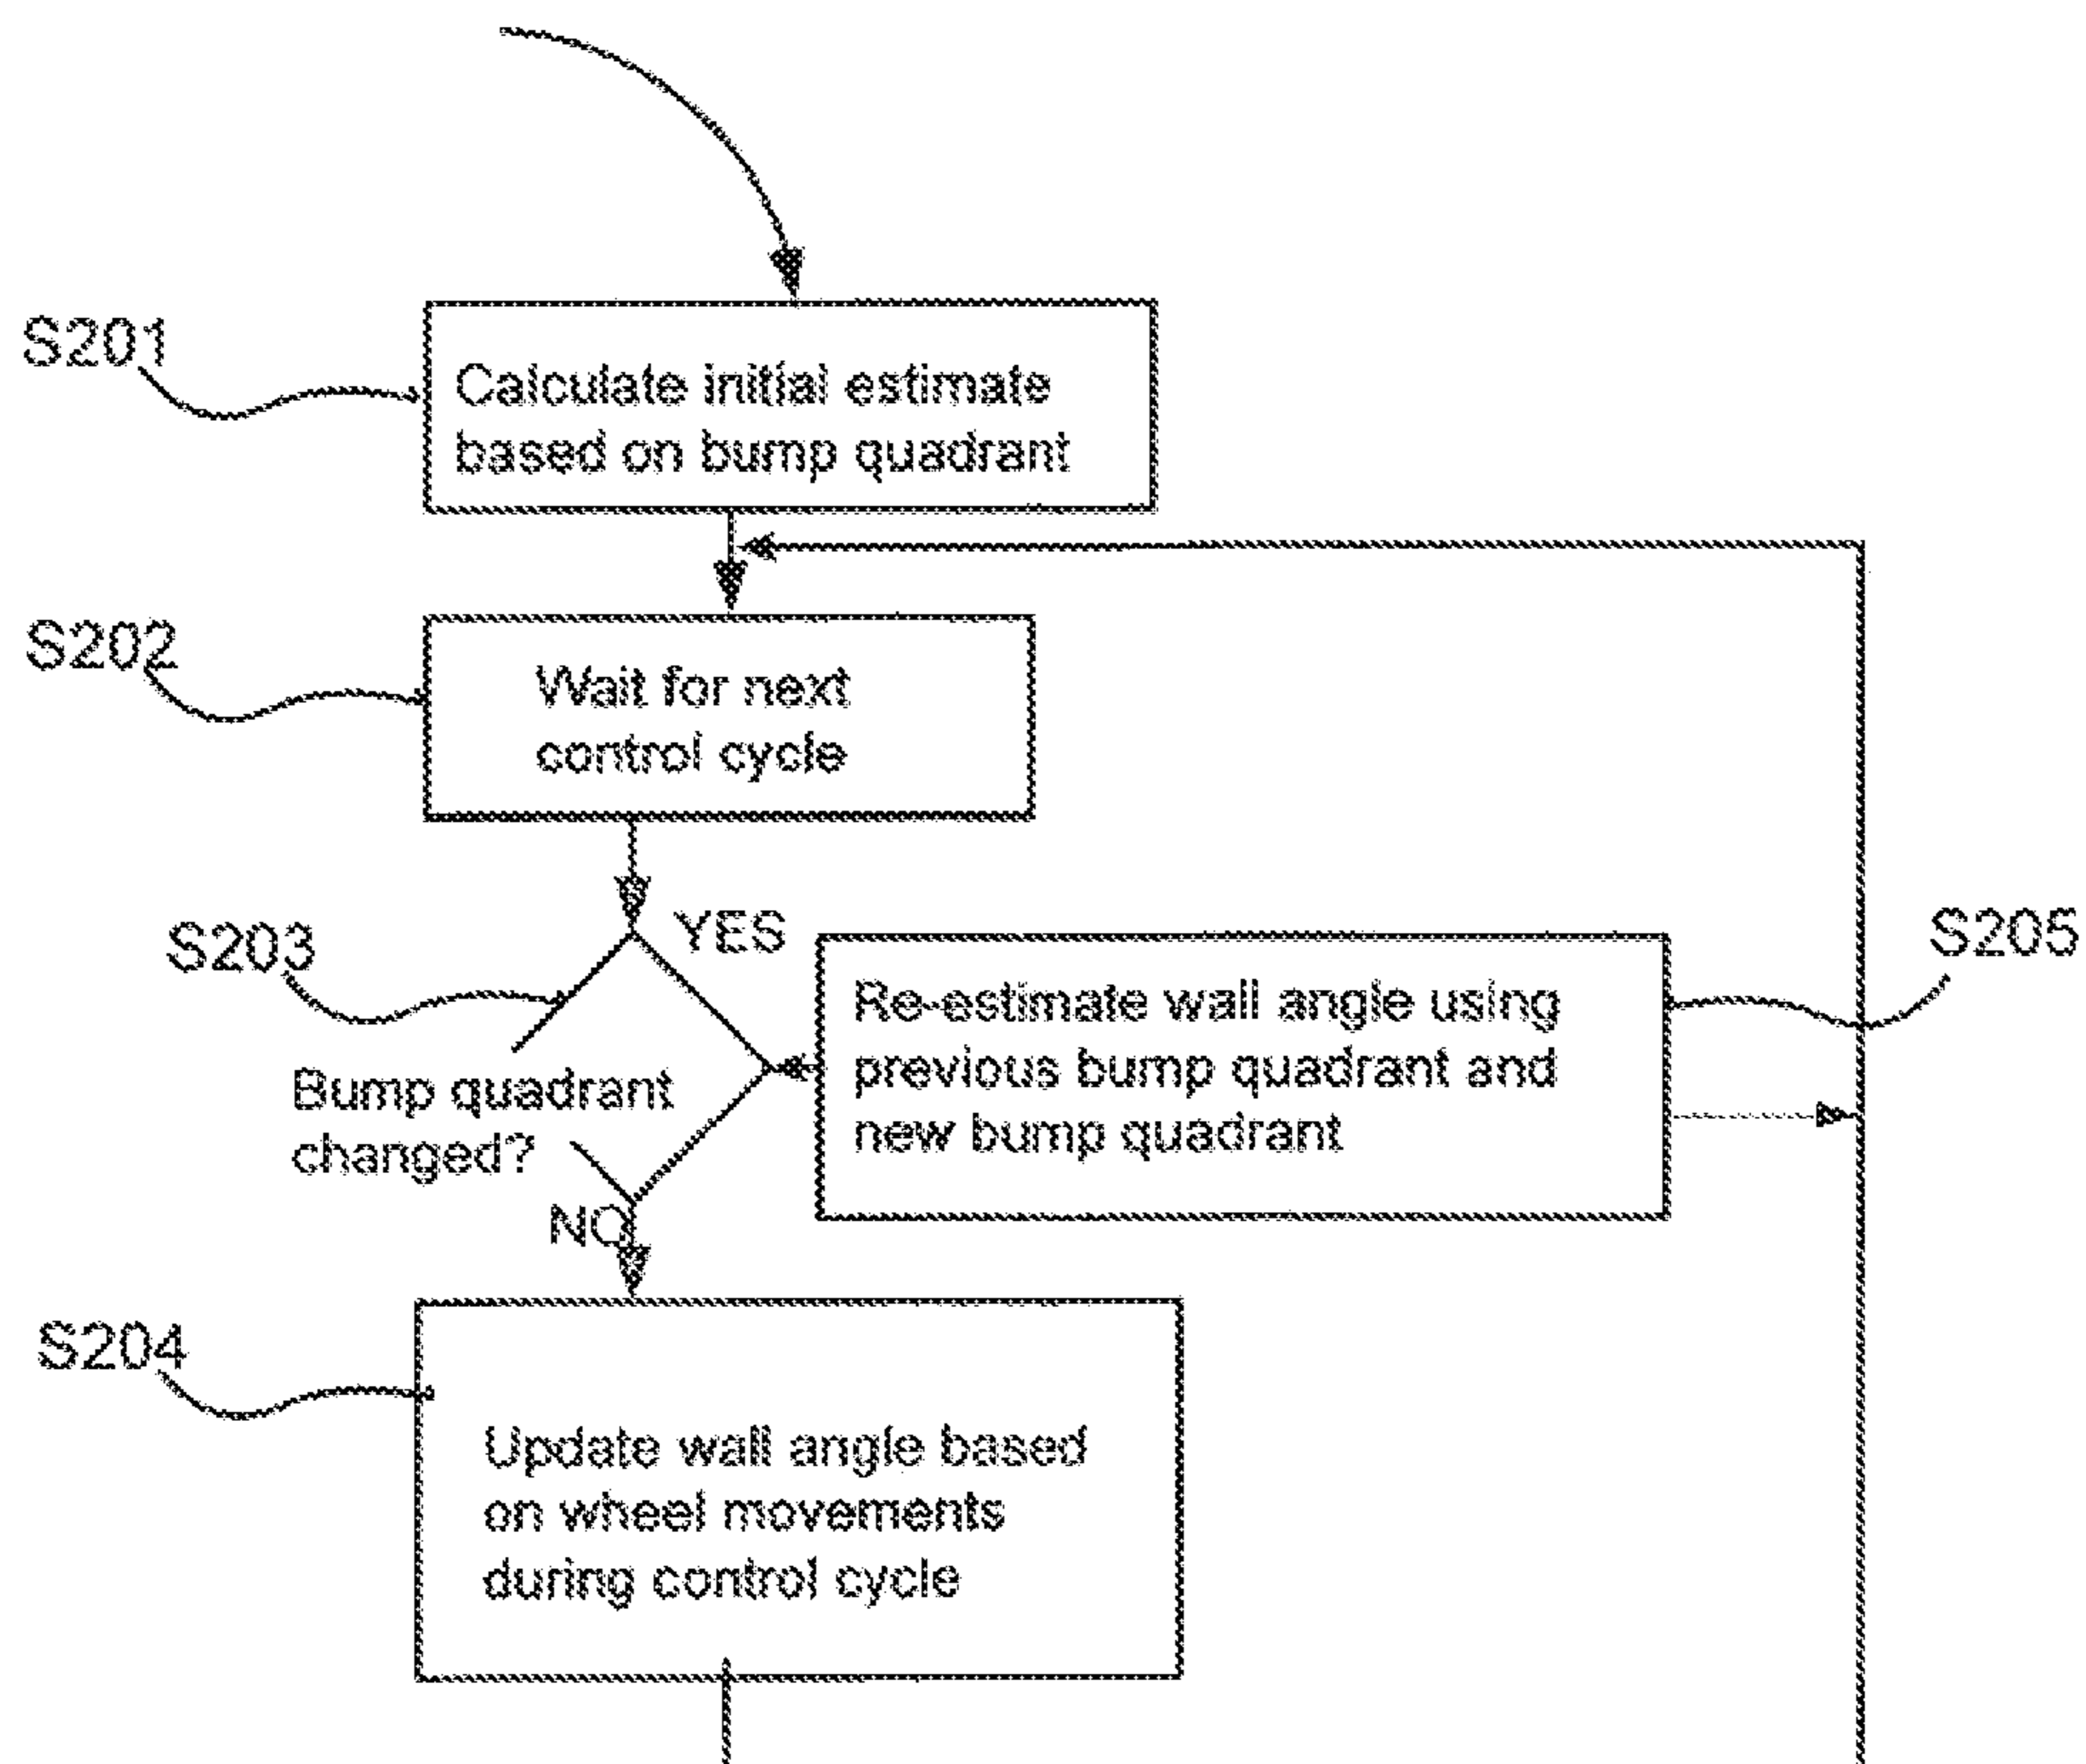 S201
Calculate initial estimate
based on bump quadrant
S202
Wait for next
control cycle
S203
YES
Bump quadrant
changed?
NO
S205
Re-estimate wall angle using
previous bump quadrant and
new bump quadrant
S204
Update wall angle based
on wheel movements
during control cycle